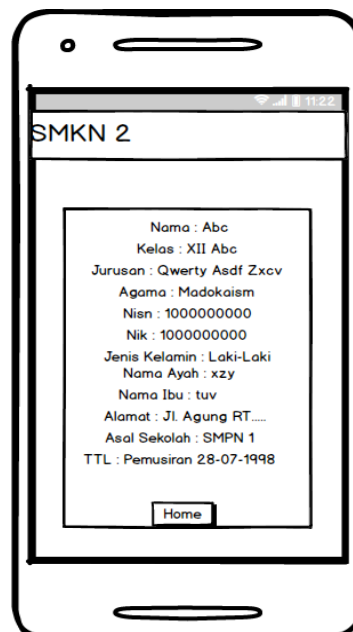 11:22
SMKN 2
Nama : Abc
Kelas : XII Abc
Jurusan : Qwerty Asdf Zxcv
Agama : Madokaism
Nisn : 1000000000
Nik : 1000000000
Jenis Kelamin : Laki-Laki
Nama Ayah : xzy
Nama Ibu : tuv
Alamat : Jl. Agung RT.....
Asal Sekolah : SMPN 1
TTL : Pemusiran 28-07-1998
Home